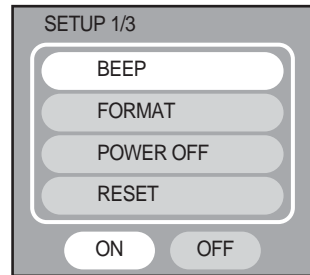 SETUP 1/3
BEEP
FORMAT
POWER OFF
RESET
ON OFF